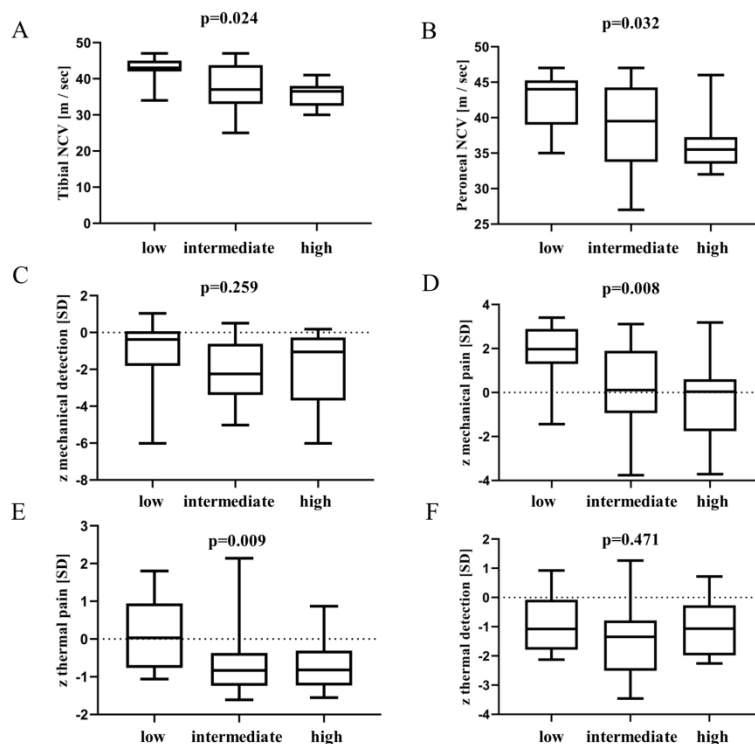 A
p=0.024
Tibial NCV [m / sec]
50
40
30
20
10
0
low intermediate high
B
p=0.032
Peroneal NCV [m / sec]
50
45
40
35
30
25
low intermediate high
C
p=0.259
z mechanical detection [SD]
2
0
-2
-4
-6
-8
low intermediate high
D
p=0.008
z mechanical pain [SD]
4
2
0
-2
-4
low intermediate high
E
p=0.009
z thermal pain [SD]
3
2
1
0
-1
-2
low intermediate high
F
p=0.471
z thermal detection [SD]
2
1
0
-1
-2
-3
-4
low intermediate high